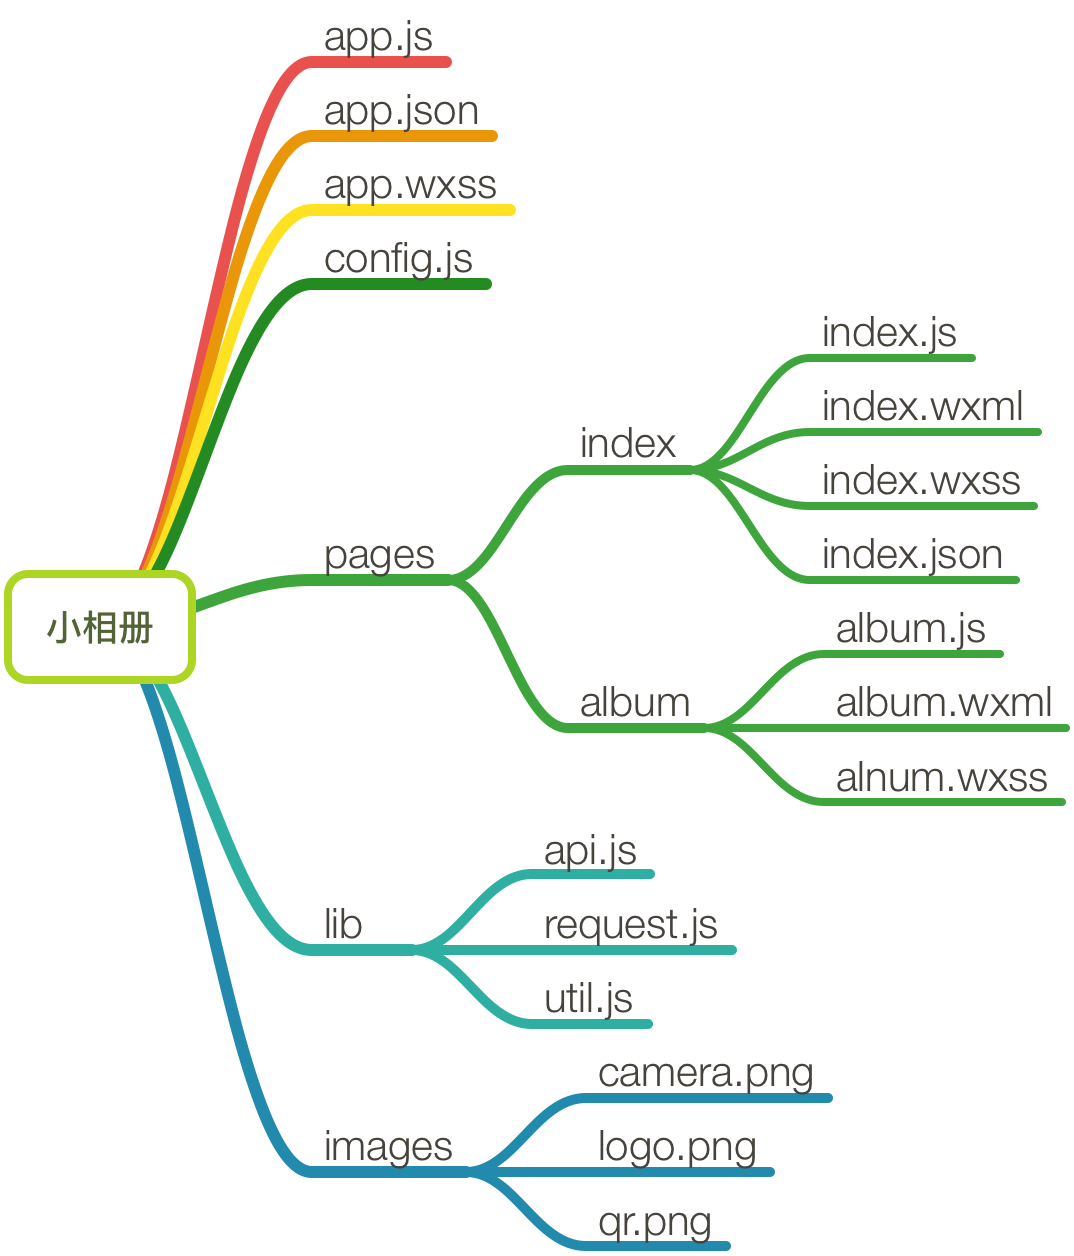 app.js
app.json
app.wxss
config.js
index.js
index.wxml
index
index.wxss
index.json
pages
小相册
album.js
album
album.wxml
alnum.wxss
api.js
lib
request.js
util.js
camera.png
images
logo.png
qr.png